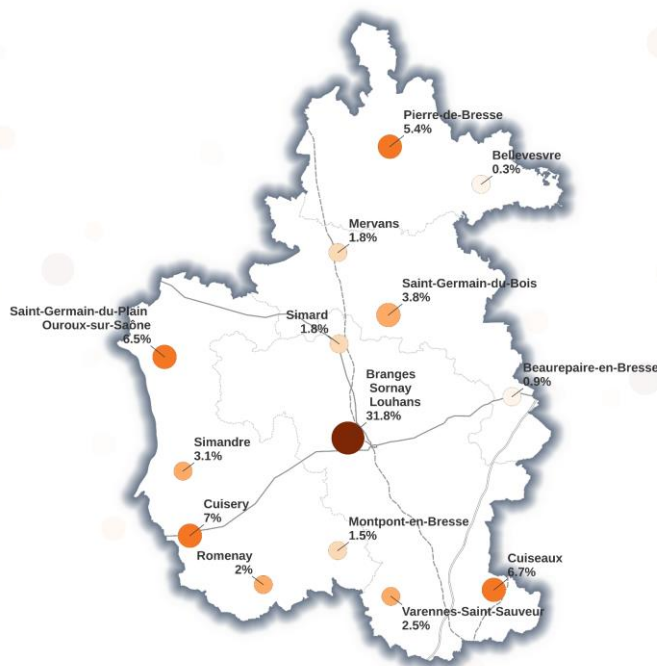 Pierre-de-Bresse
5.4%
Bellevesvre
0.3%
Mervans
1.8%
Saint-Germain-du-Bois
3.8%
Saint-Germain-du-Plain
Ouroux-sur-Saône
6.5%
Simard
1.8%
Beaurepaire-en-Bresse
0.9%
Branges
Sornay
Louhans
31.8%
Simandre
3.1%
Cuisery
7%
Montpont-en-Bresse
1.5%
Romenay
2%
Cuiseaux
6.7%
Varennes-Saint-Sauveur
2.5%